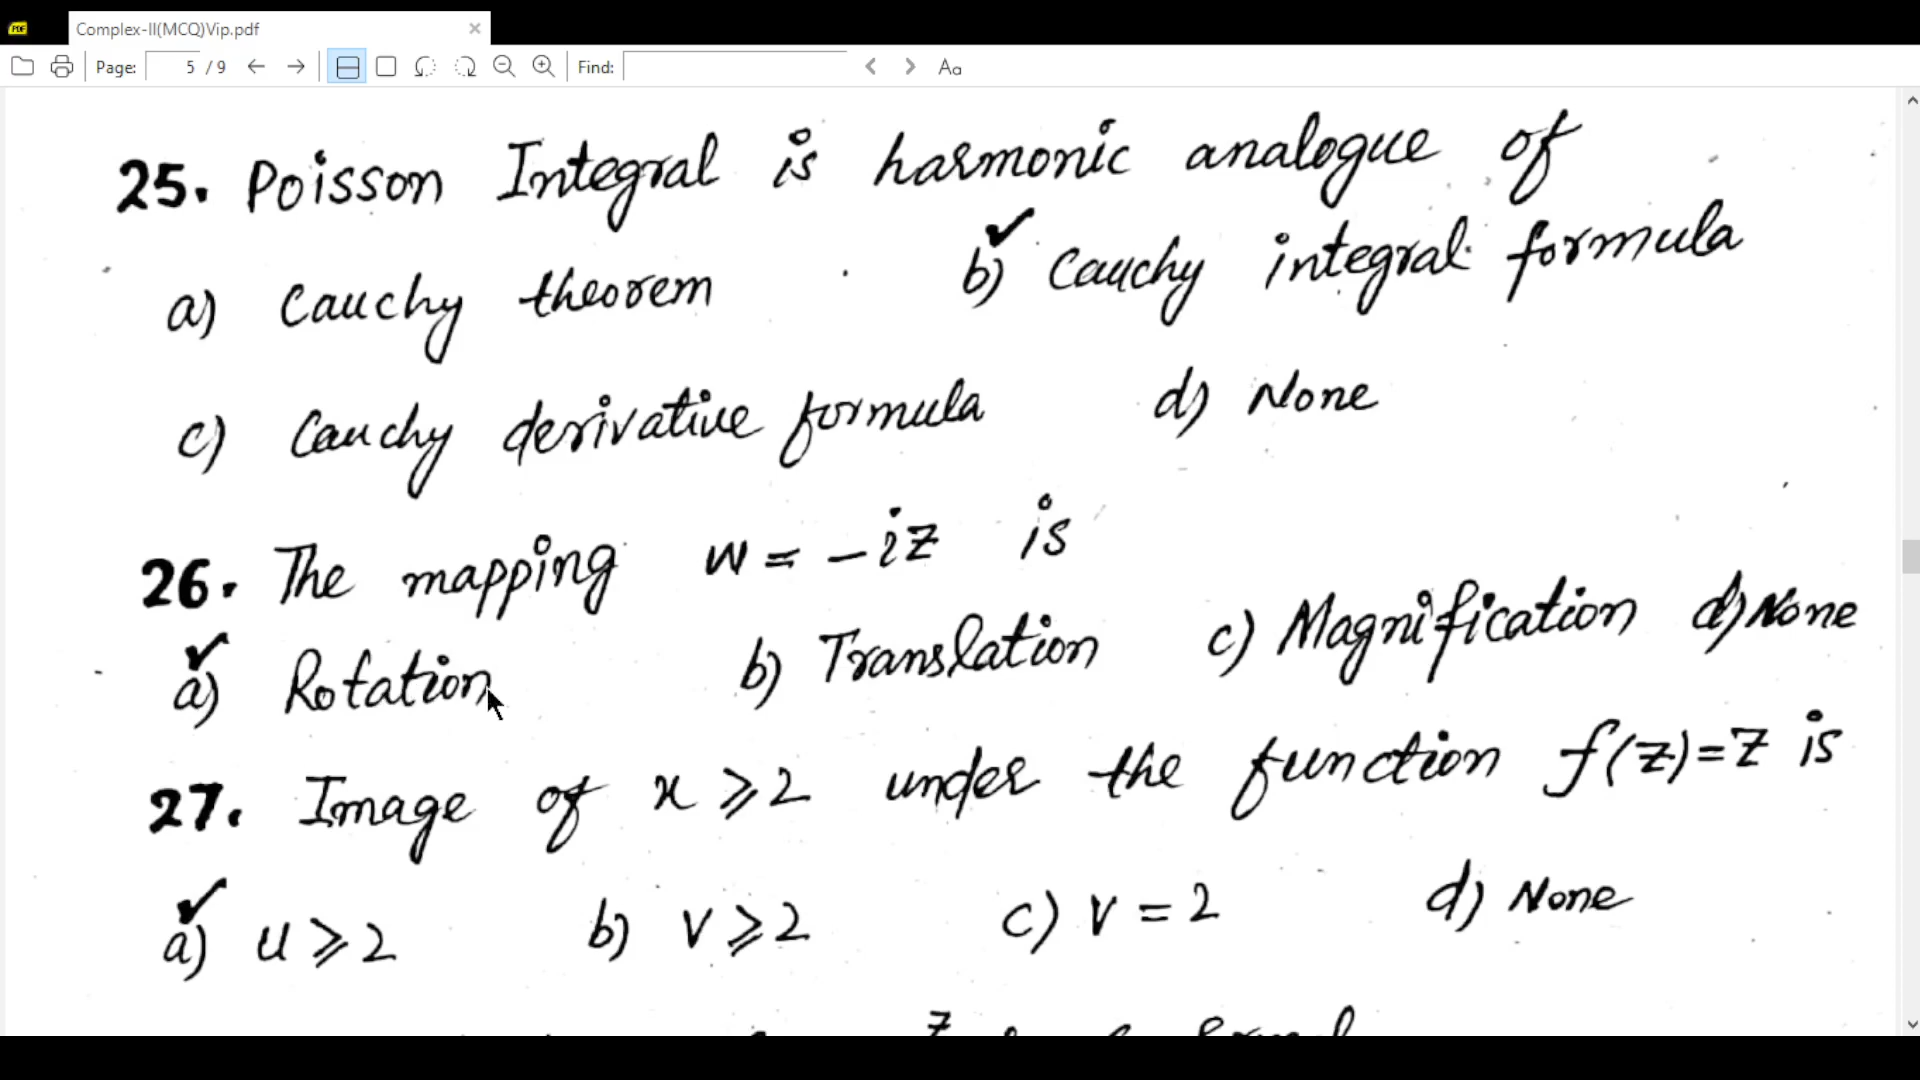 Complex-II(MCQ)Vip.pdf
Page: 5 / 9 Find: Aa
25. Poisson Integral is harmonic analogue of
a) Cauchy theorem b) Cauchy integral formula
c) Cauchy derivative formula d) None
26. The mapping w = -iz is
a) Rotation b) Translation c) Magnification d) None
27. Image of x ⩾ 2 under the function f(z)=z is
a) u ⩾ 2 b) v ⩾ 2 c) v = 2 d) None